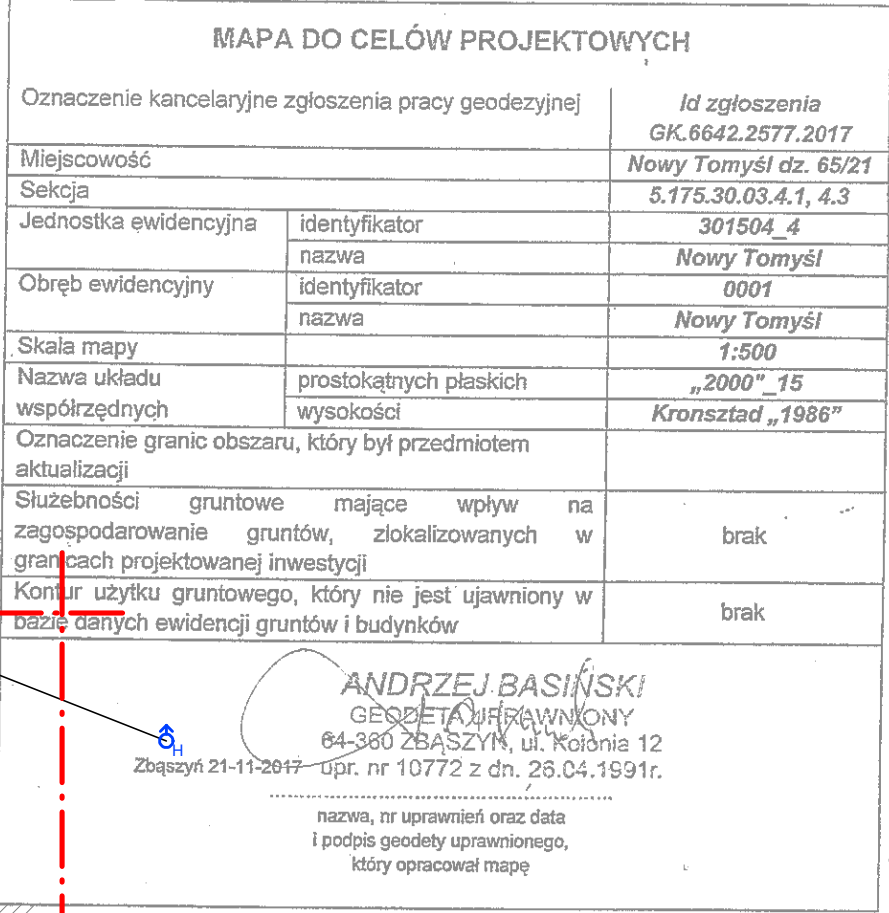 MAPA DO CELÓW PROJEKTOWYCH
Oznaczenie kancelaryjne zgłoszenia pracy geodezyjnej
Id zgłoszenia
GK.6642.2577.2017
Miejscowość
Nowy Tomyśl dz. 65/21
Sekcja
5.175.30.03.4.1, 4.3
Jednostka ewidencyjna
identyfikator
301504_4
nazwa
Nowy Tomyśl
Obręb ewidencyjny
identyfikator
0001
nazwa
Nowy Tomyśl
Skala mapy
1:500
Nazwa układu
współrzędnych
prostokątnych płaskich
„2000"_15
wysokości
Kronsztad „1986"
Oznaczenie granic obszaru, który był przedmiotem
aktualizacji
Służebności gruntowe mające wpływ na
zagospodarowanie gruntów, zlokalizowanych w
granicach projektowanej inwestycji
brak
Kontur użytku gruntowego, który nie jest ujawniony w
bazie danych ewidencji gruntów i budynków
brak
ANDRZEJ BASIŃSKI
GEODETA UPRAWNIONY
64-360 ZBĄSZYŃ, ul. Kolonia 12
H
Zbąszyń 21-11-2017
upr. nr 10772 z dn. 26.04.1991r.
nazwa, nr uprawnień oraz data
i podpis geodety uprawnionego,
który opracował mapę